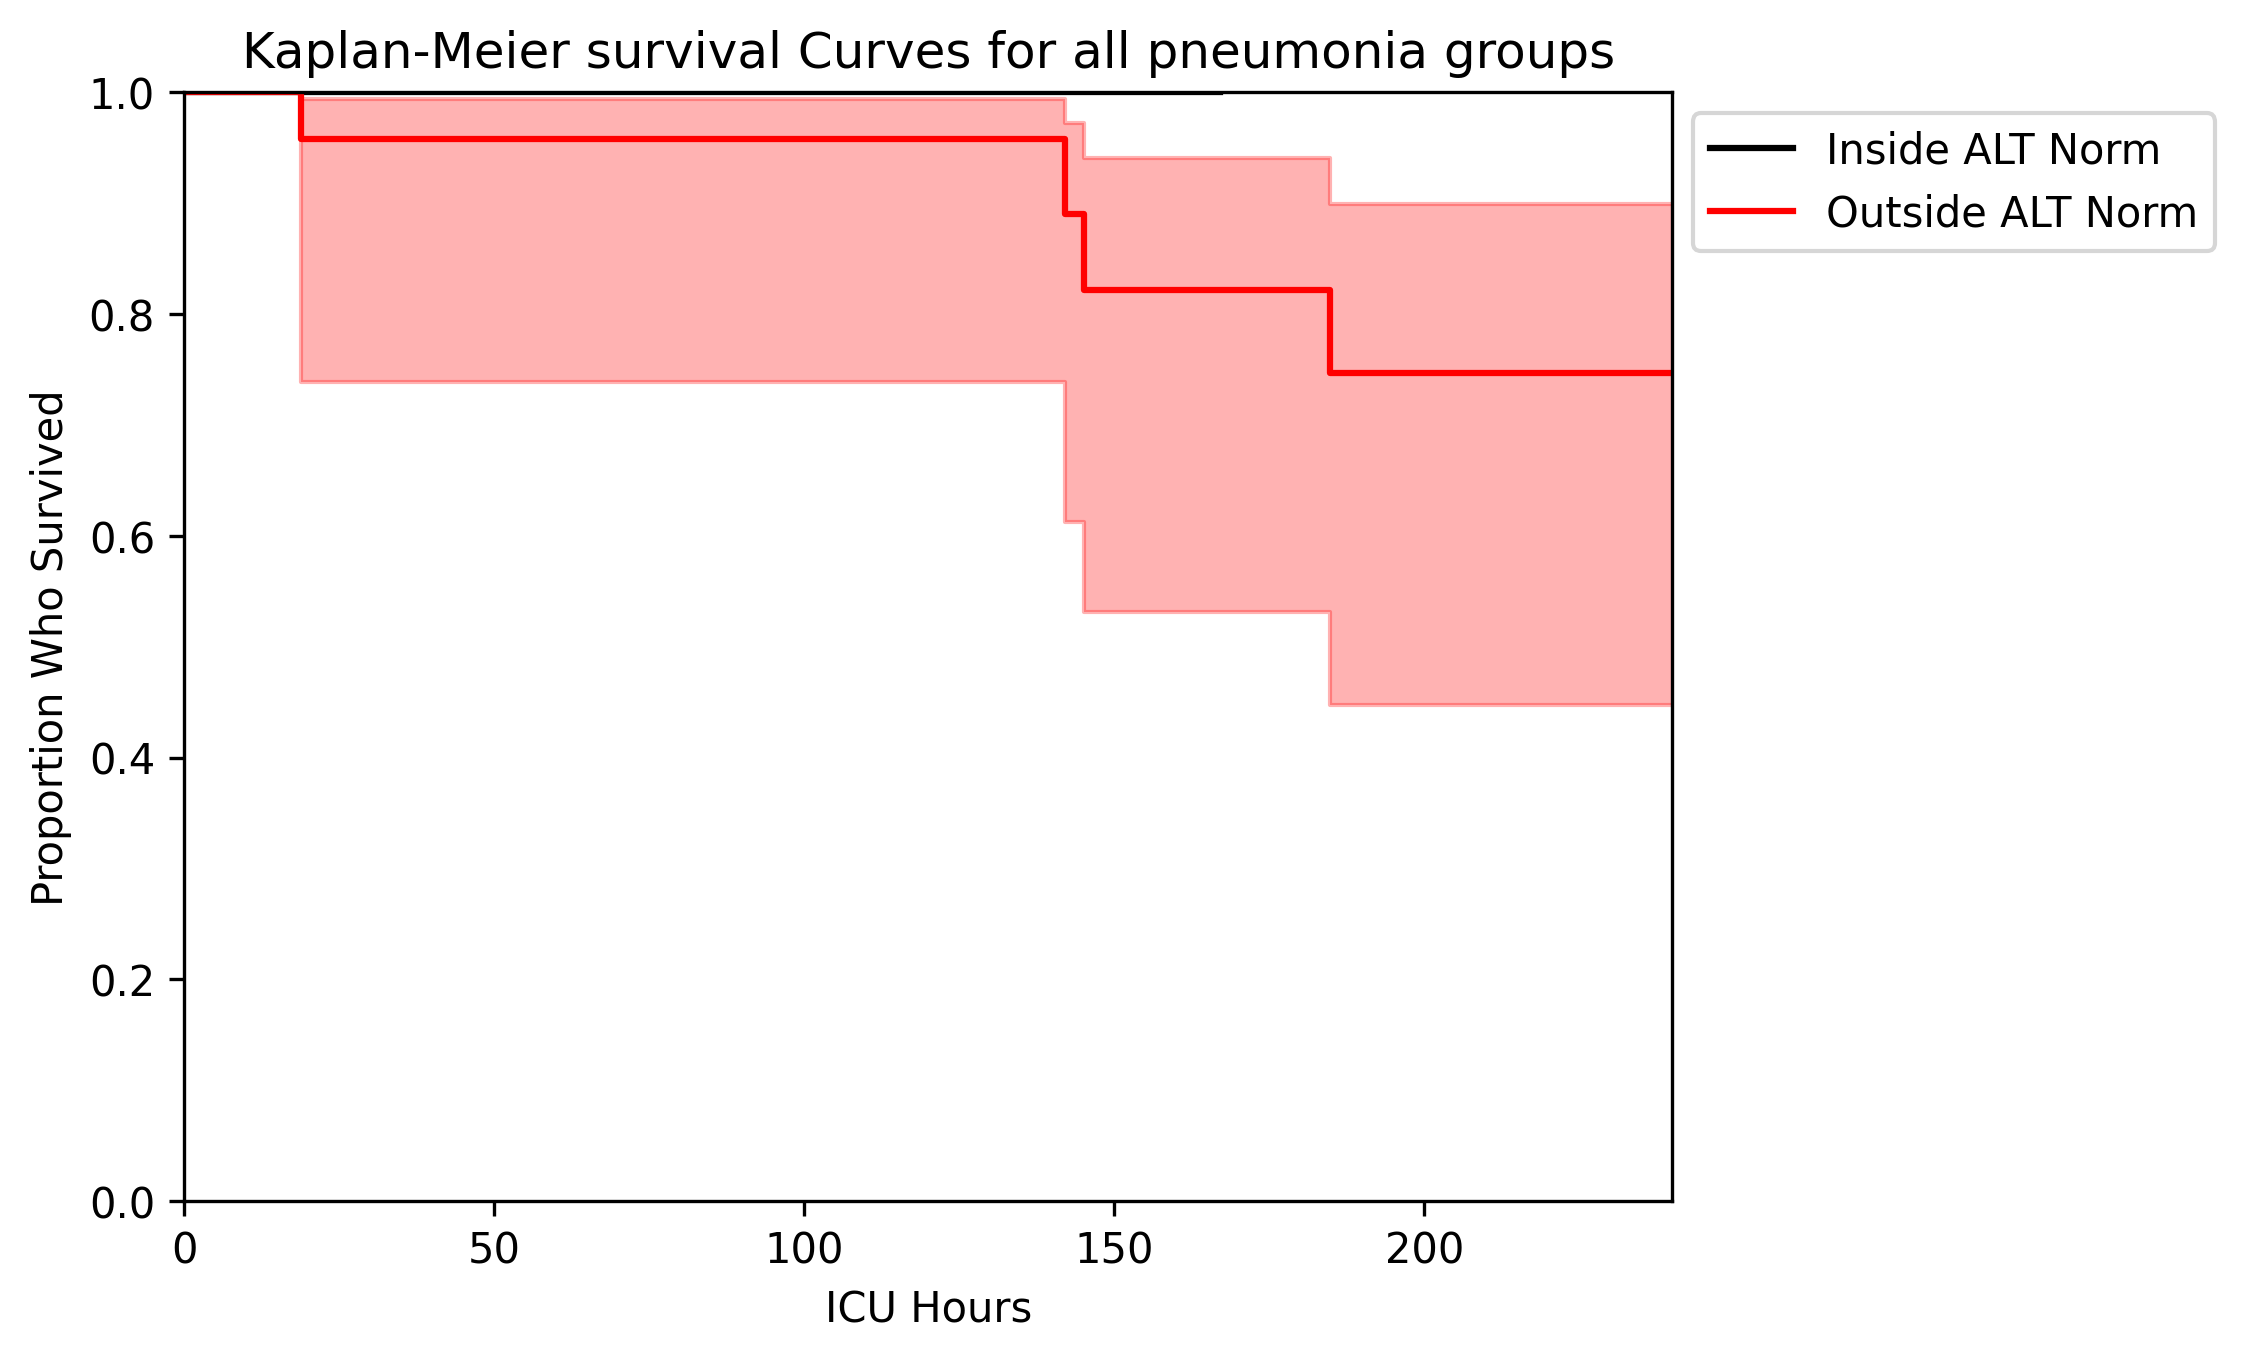 Kaplan-Meier survival Curves for all pneumonia groups
1.0
0.8
0.6
0.4
0.2
0.0
Proportion Who Survived
0 50 100 150 200
ICU Hours
Inside ALT Norm
Outside ALT Norm